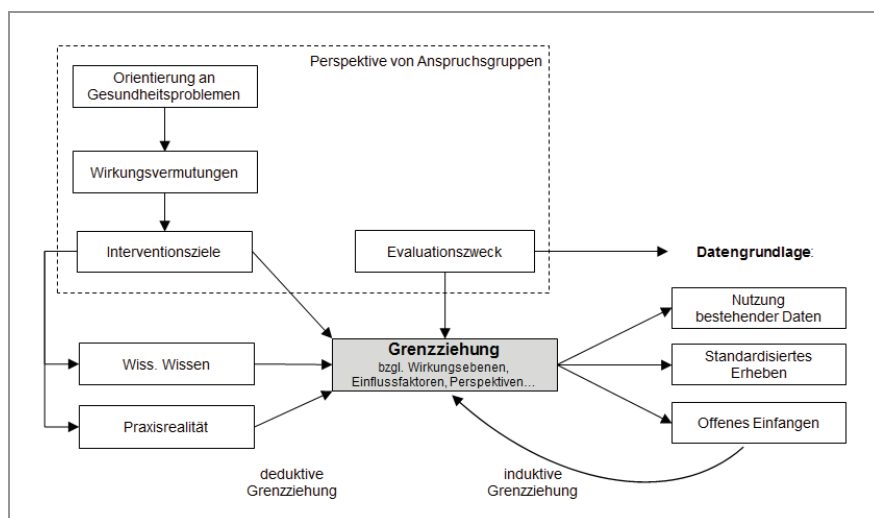 Perspektive von Anspruchsgruppen
Orientierung an
Gesundheitsproblemen
Wirkungsvermutungen
Interventionsziele
Evaluationszweck
Datengrundlage:
Nutzung
bestehender Daten
Grenzziehung
bzgl. Wirkungsebenen,
Einflussfaktoren, Perspektiven…
Wiss. Wissen
Standardisiertes
Erheben
Praxisrealität
Offenes Einfangen
deduktive
Grenzziehung
induktive
Grenzziehung